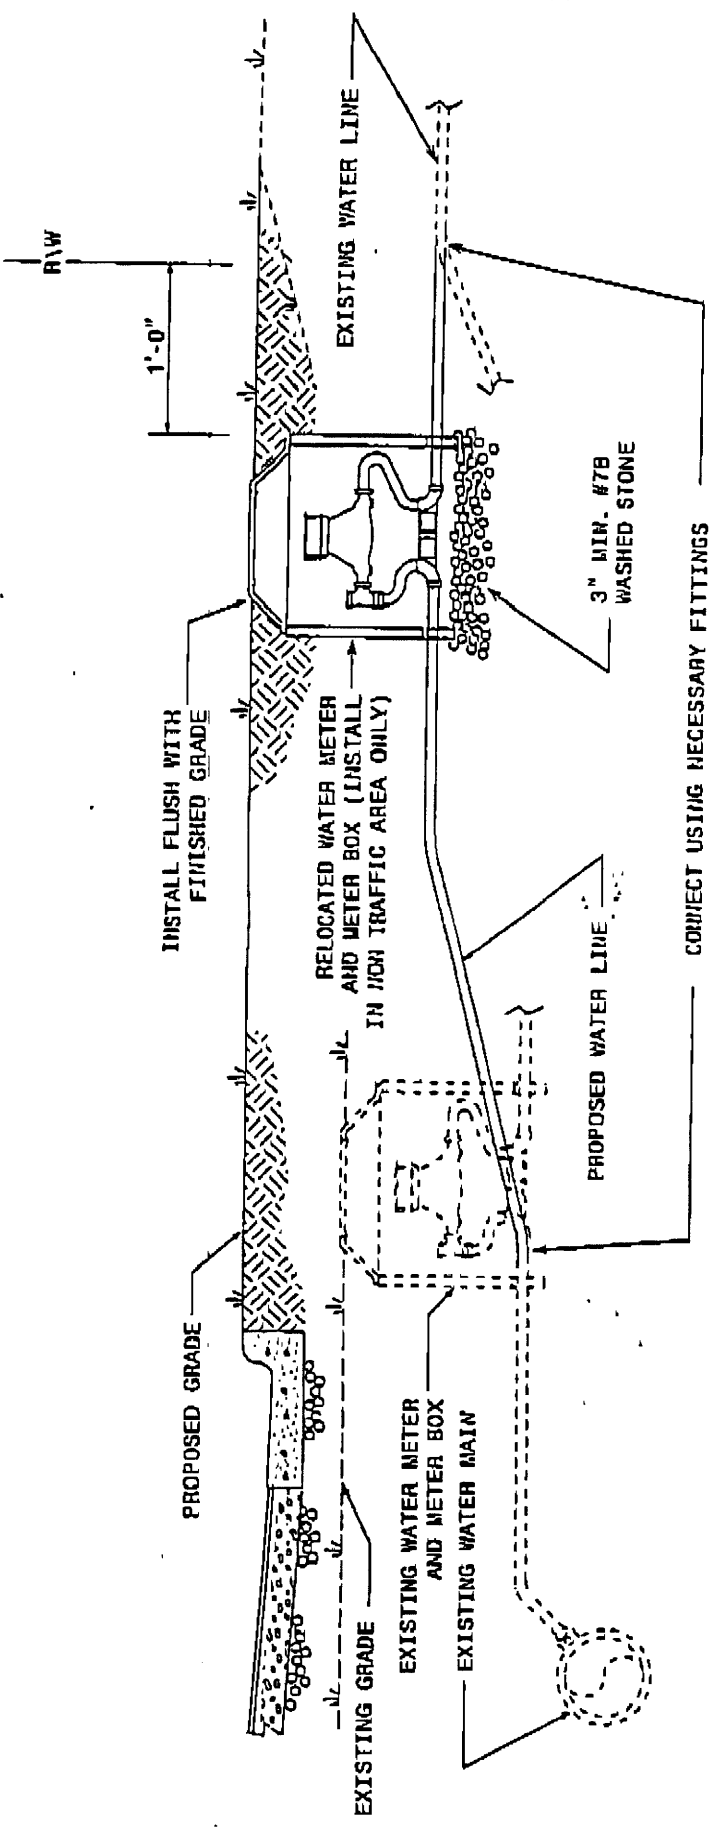 R\W
1'-0"
EXISTING WATER LINE
INSTALL FLUSH WITH
FINISHED GRADE
RELOCATED WATER METER
AND METER BOX (INSTALL
IN NON TRAFFIC AREA ONLY)
3" MIN. #78
WASHED STONE
PROPOSED GRADE
PROPOSED WATER LINE
CONNECT USING NECESSARY FITTINGS
EXISTING GRADE
EXISTING WATER METER
AND METER BOX
EXISTING WATER MAIN